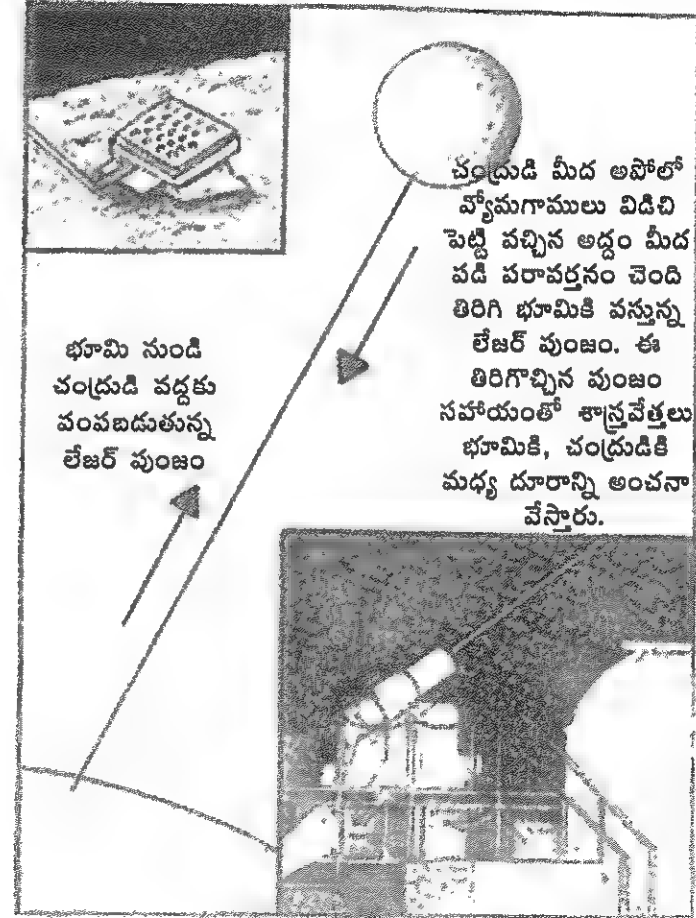 చంద్రుడి మీద అపోలో
వ్యోమగాములు విడిచి
పెట్టి వచ్చిన అద్దం మీద
పడి పరావర్తనం చెంది
తిరిగి భూమికి వస్తున్న
లేజర్ పుంజం. ఈ
తిరిగొచ్చిన పుంజం
సహాయంతో శాస్త్రవేత్తలు
భూమికి, చంద్రుడికి
మధ్య దూరాన్ని అంచనా
వేస్తారు.
భూమి నుండి
చంద్రుడి వద్దకు
పంపబడుతున్న
లేజర్ పుంజం